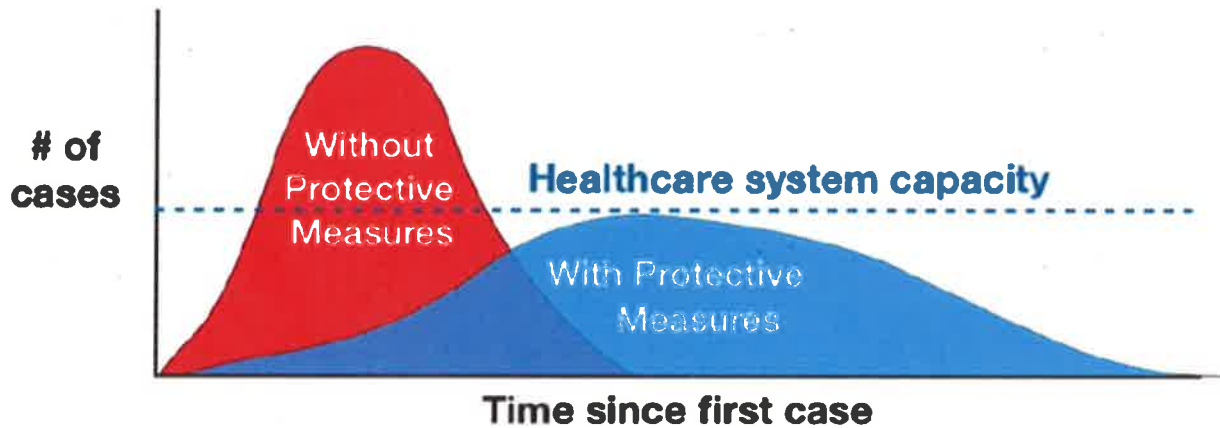 # of
cases
Without
Protective
Measures
Healthcare system capacity
With Protective
Measures
Time since first case